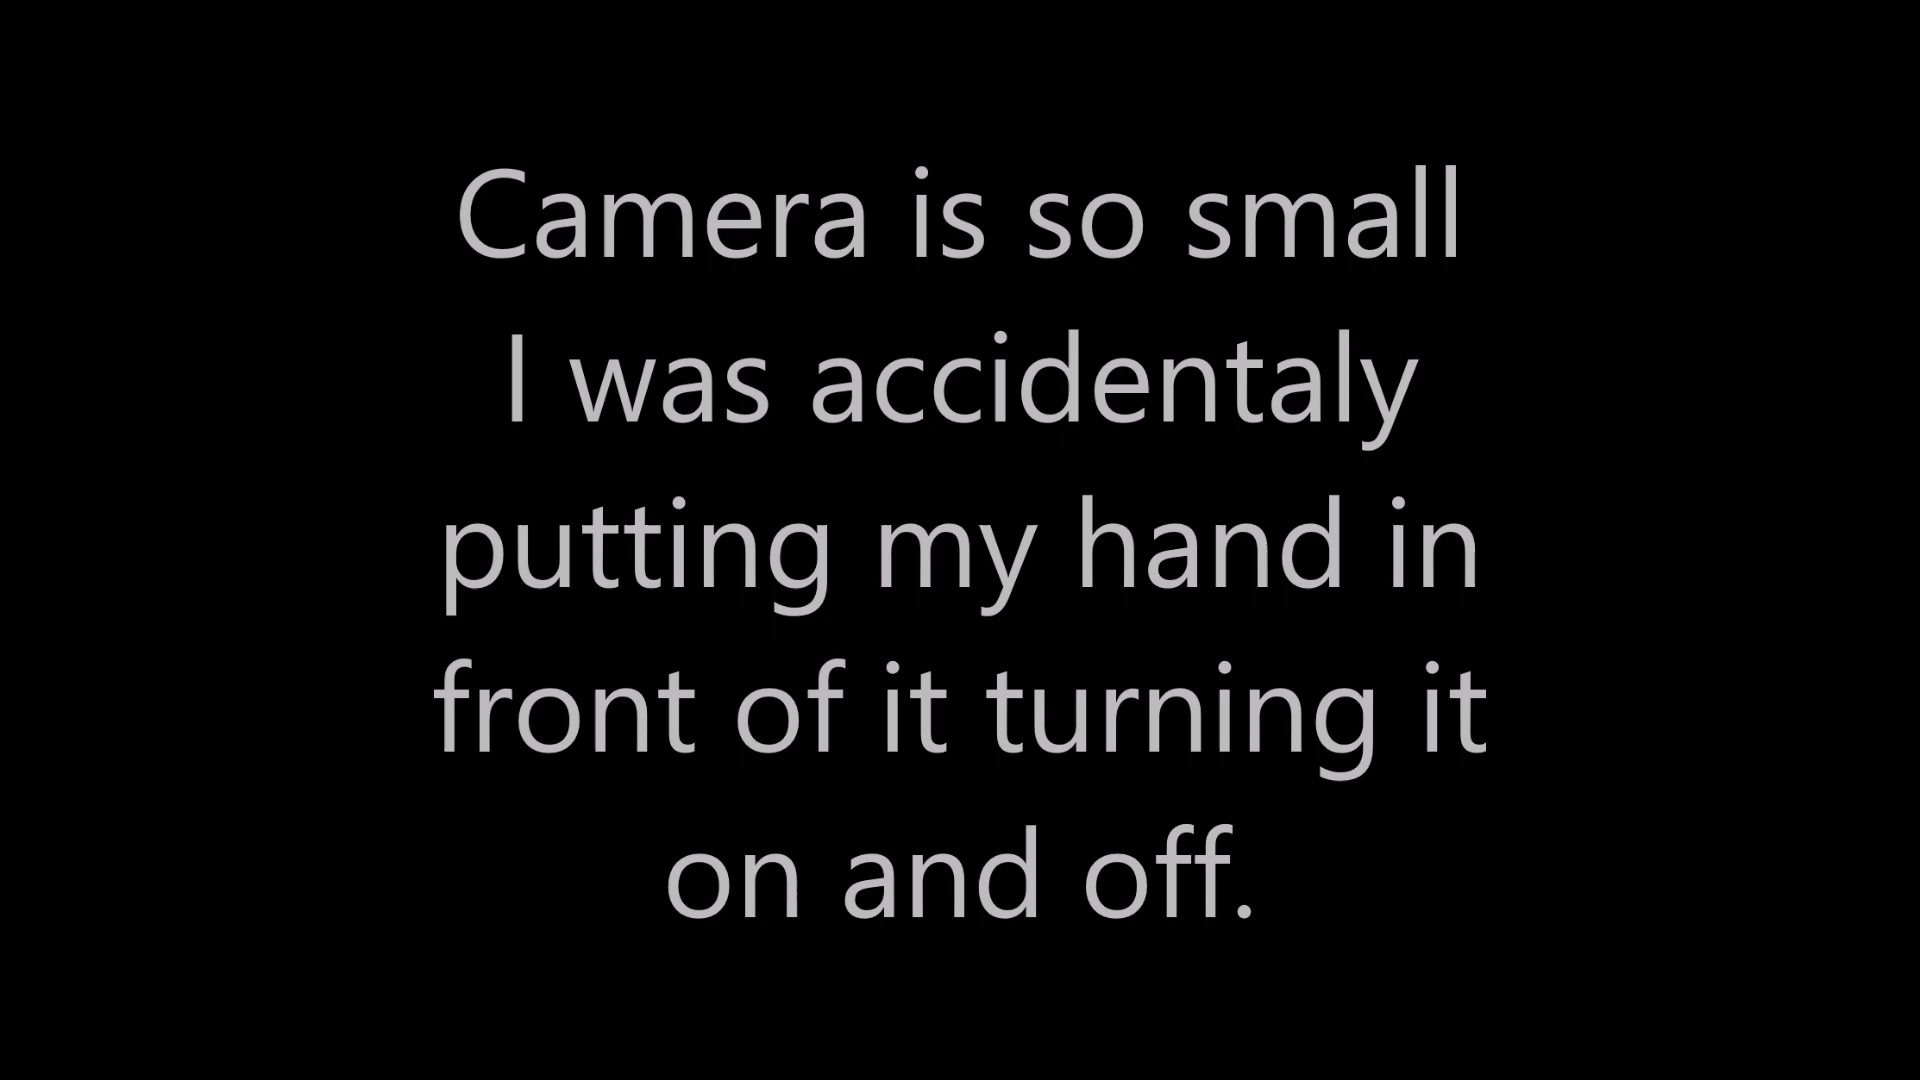 Camera is so small
I was accidentaly
putting my hand in
front of it turning it
on and off.